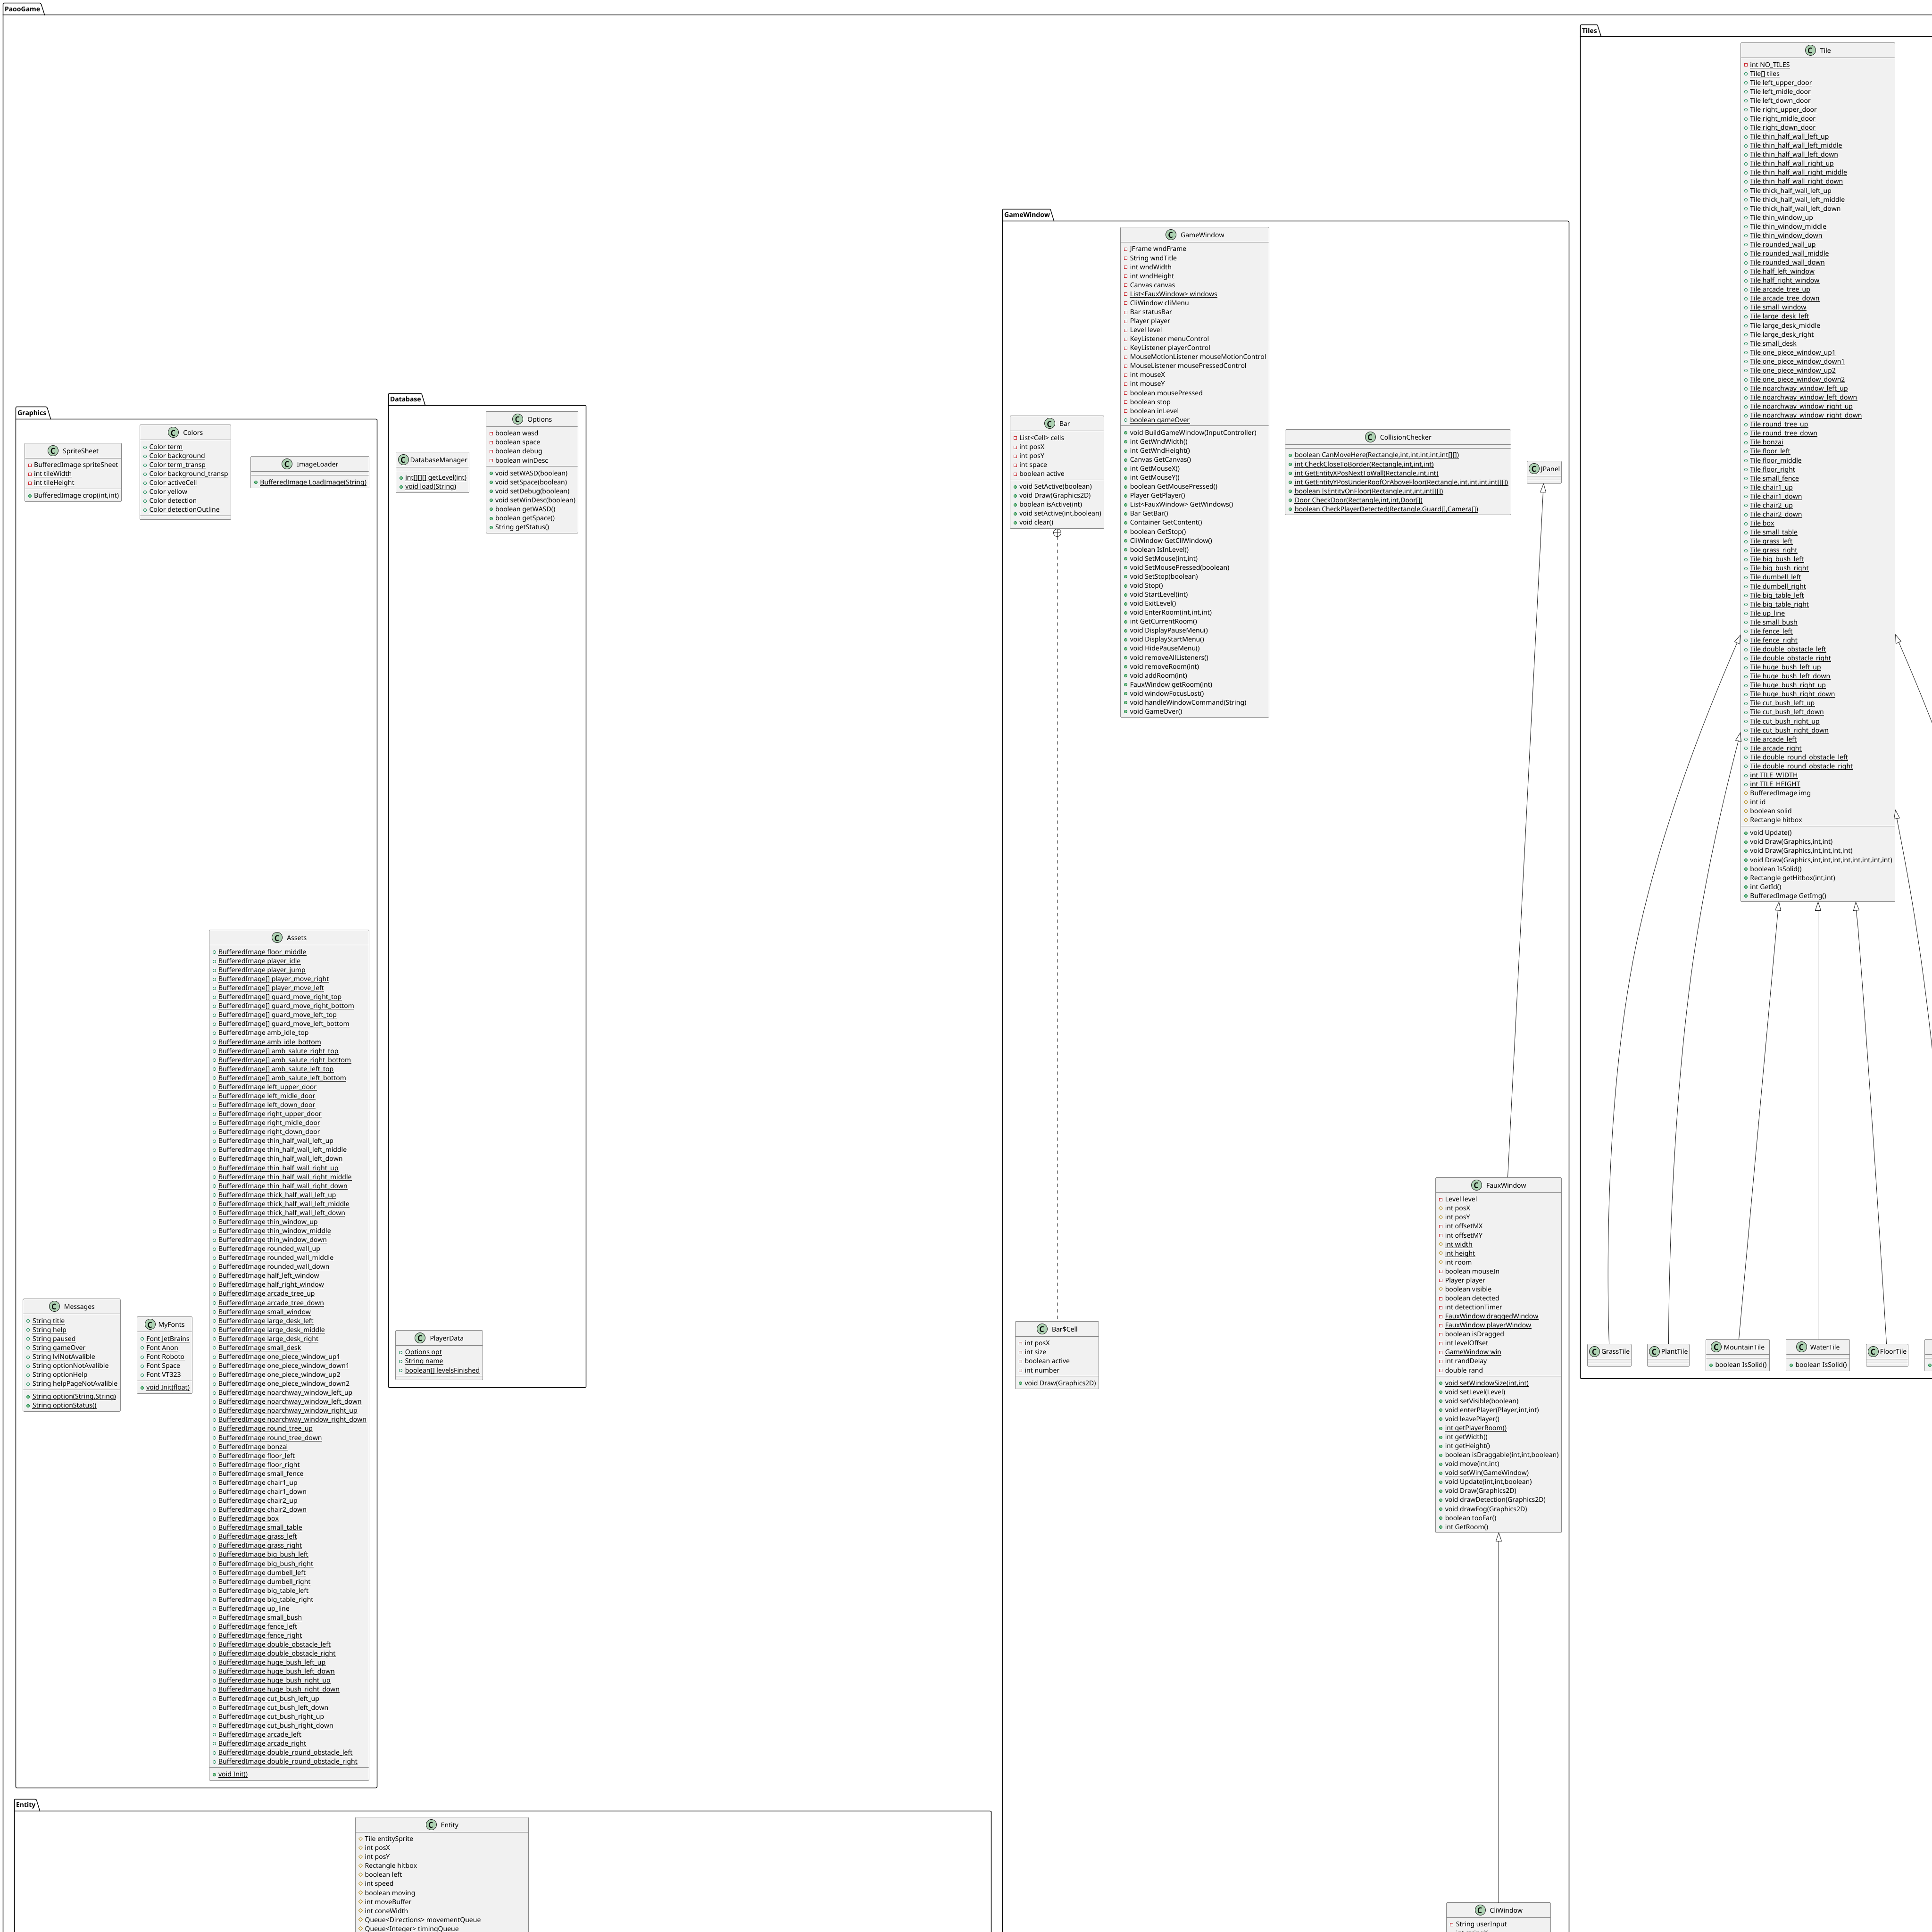 PaooGame
Graphics
SpriteSheet
BufferedImage spriteSheet
int tileWidth
int tileHeight
BufferedImage crop(int,int)
Colors
Color term
Color background
Color term_transp
Color background_transp
Color activeCell
Color yellow
Color detection
Color detectionOutline
ImageLoader
BufferedImage LoadImage(String)
Assets
BufferedImage floor_middle
BufferedImage player_idle
BufferedImage player_jump
BufferedImage[] player_move_right
BufferedImage[] player_move_left
BufferedImage[] guard_move_right_top
BufferedImage[] guard_move_right_bottom
BufferedImage[] guard_move_left_top
BufferedImage[] guard_move_left_bottom
BufferedImage amb_idle_top
BufferedImage amb_idle_bottom
BufferedImage[] amb_salute_right_top
BufferedImage[] amb_salute_right_bottom
BufferedImage[] amb_salute_left_top
BufferedImage[] amb_salute_left_bottom
BufferedImage left_upper_door
BufferedImage left_midle_door
BufferedImage left_down_door
BufferedImage right_upper_door
BufferedImage right_midle_door
BufferedImage right_down_door
BufferedImage thin_half_wall_left_up
BufferedImage thin_half_wall_left_middle
BufferedImage thin_half_wall_left_down
BufferedImage thin_half_wall_right_up
BufferedImage thin_half_wall_right_middle
BufferedImage thin_half_wall_right_down
BufferedImage thick_half_wall_left_up
BufferedImage thick_half_wall_left_middle
BufferedImage thick_half_wall_left_down
BufferedImage thin_window_up
BufferedImage thin_window_middle
BufferedImage thin_window_down
BufferedImage rounded_wall_up
BufferedImage rounded_wall_middle
BufferedImage rounded_wall_down
BufferedImage half_left_window
BufferedImage half_right_window
BufferedImage arcade_tree_up
BufferedImage arcade_tree_down
BufferedImage small_window
BufferedImage large_desk_left
BufferedImage large_desk_middle
BufferedImage large_desk_right
BufferedImage small_desk
BufferedImage one_piece_window_up1
BufferedImage one_piece_window_down1
BufferedImage one_piece_window_up2
BufferedImage one_piece_window_down2
BufferedImage noarchway_window_left_up
BufferedImage noarchway_window_left_down
BufferedImage noarchway_window_right_up
BufferedImage noarchway_window_right_down
BufferedImage round_tree_up
BufferedImage round_tree_down
BufferedImage bonzai
BufferedImage floor_left
BufferedImage floor_right
BufferedImage small_fence
BufferedImage chair1_up
BufferedImage chair1_down
BufferedImage chair2_up
BufferedImage chair2_down
BufferedImage box
BufferedImage small_table
BufferedImage grass_left
BufferedImage grass_right
BufferedImage big_bush_left
BufferedImage big_bush_right
BufferedImage dumbell_left
BufferedImage dumbell_right
BufferedImage big_table_left
BufferedImage big_table_right
BufferedImage up_line
BufferedImage small_bush
BufferedImage fence_left
BufferedImage fence_right
BufferedImage double_obstacle_left
BufferedImage double_obstacle_right
BufferedImage huge_bush_left_up
BufferedImage huge_bush_left_down
BufferedImage huge_bush_right_up
BufferedImage huge_bush_right_down
BufferedImage cut_bush_left_up
BufferedImage cut_bush_left_down
BufferedImage cut_bush_right_up
BufferedImage cut_bush_right_down
BufferedImage arcade_left
BufferedImage arcade_right
BufferedImage double_round_obstacle_left
BufferedImage double_round_obstacle_right
void Init()
Messages
String title
String help
String paused
String gameOver
String lvlNotAvalible
String optionNotAvalible
String optionHelp
String helpPageNotAvalible
String option(String,String)
String optionStatus()
MyFonts
Font JetBrains
Font Anon
Font Roboto
Font Space
Font VT323
void Init(float)
Database
DatabaseManager
int[][][] getLevel(int)
void load(String)
Options
boolean wasd
boolean space
boolean debug
boolean winDesc
void setWASD(boolean)
void setSpace(boolean)
void setDebug(boolean)
void setWinDesc(boolean)
boolean getWASD()
boolean getSpace()
String getStatus()
PlayerData
Options opt
String name
boolean[] levelsFinished
GameWindow
Bar
List<Cell> cells
int posX
int posY
int space
boolean active
void SetActive(boolean)
void Draw(Graphics2D)
boolean isActive(int)
void setActive(int,boolean)
void clear()
GameWindow
JFrame wndFrame
String wndTitle
int wndWidth
int wndHeight
Canvas canvas
List<FauxWindow> windows
CliWindow cliMenu
Bar statusBar
Player player
Level level
KeyListener menuControl
KeyListener playerControl
MouseMotionListener mouseMotionControl
MouseListener mousePressedControl
int mouseX
int mouseY
boolean mousePressed
boolean stop
boolean inLevel
boolean gameOver
void BuildGameWindow(InputController)
int GetWndWidth()
int GetWndHeight()
Canvas GetCanvas()
int GetMouseX()
int GetMouseY()
boolean GetMousePressed()
Player GetPlayer()
List<FauxWindow> GetWindows()
Bar GetBar()
Container GetContent()
boolean GetStop()
CliWindow GetCliWindow()
boolean IsInLevel()
void SetMouse(int,int)
void SetMousePressed(boolean)
void SetStop(boolean)
void Stop()
void StartLevel(int)
void ExitLevel()
void EnterRoom(int,int,int)
int GetCurrentRoom()
void DisplayPauseMenu()
void DisplayStartMenu()
void HidePauseMenu()
void removeAllListeners()
void removeRoom(int)
void addRoom(int)
FauxWindow getRoom(int)
void windowFocusLost()
void handleWindowCommand(String)
void GameOver()
CollisionChecker
boolean CanMoveHere(Rectangle,int,int,int,int,int[][])
int CheckCloseToBorder(Rectangle,int,int,int)
int GetEntityXPosNextToWall(Rectangle,int,int)
int GetEntityYPosUnderRoofOrAboveFloor(Rectangle,int,int,int,int[][])
boolean IsEntityOnFloor(Rectangle,int,int,int[][])
Door CheckDoor(Rectangle,int,int,Door[])
boolean CheckPlayerDetected(Rectangle,Guard[],Camera[])
JPanel
FauxWindow
Level level
int posX
int posY
int offsetMX
int offsetMY
int width
int height
int room
boolean mouseIn
Player player
boolean visible
boolean detected
int detectionTimer
FauxWindow draggedWindow
FauxWindow playerWindow
boolean isDragged
int levelOffset
GameWindow win
int randDelay
double rand
void setWindowSize(int,int)
void setLevel(Level)
void setVisible(boolean)
void enterPlayer(Player,int,int)
void leavePlayer()
int getPlayerRoom()
int getWidth()
int getHeight()
boolean isDraggable(int,int,boolean)
void move(int,int)
void setWin(GameWindow)
void Update(int,int,boolean)
void Draw(Graphics2D)
void drawDetection(Graphics2D)
void drawFog(Graphics2D)
boolean tooFar()
int GetRoom()
Bar$Cell
int posX
int size
boolean active
int number
void Draw(Graphics2D)
CliWindow
String userInput
Tiles
Tile
int NO_TILES
Tile[] tiles
Tile left_upper_door
Tile left_midle_door
Tile left_down_door
Tile right_upper_door
Tile right_midle_door
Tile right_down_door
Tile thin_half_wall_left_up
Tile thin_half_wall_left_middle
Tile thin_half_wall_left_down
Tile thin_half_wall_right_up
Tile thin_half_wall_right_middle
Tile thin_half_wall_right_down
Tile thick_half_wall_left_up
Tile thick_half_wall_left_middle
Tile thick_half_wall_left_down
Tile thin_window_up
Tile thin_window_middle
Tile thin_window_down
Tile rounded_wall_up
Tile rounded_wall_middle
Tile rounded_wall_down
Tile half_left_window
Tile half_right_window
Tile arcade_tree_up
Tile arcade_tree_down
Tile small_window
Tile large_desk_left
Tile large_desk_middle
Tile large_desk_right
Tile small_desk
Tile one_piece_window_up1
Tile one_piece_window_down1
Tile one_piece_window_up2
Tile one_piece_window_down2
Tile noarchway_window_left_up
Tile noarchway_window_left_down
Tile noarchway_window_right_up
Tile noarchway_window_right_down
Tile round_tree_up
Tile round_tree_down
Tile bonzai
Tile floor_left
Tile floor_middle
Tile floor_right
Tile small_fence
Tile chair1_up
Tile chair1_down
Tile chair2_up
Tile chair2_down
Tile box
Tile small_table
Tile grass_left
Tile grass_right
Tile big_bush_left
Tile big_bush_right
Tile dumbell_left
Tile dumbell_right
Tile big_table_left
Tile big_table_right
Tile up_line
Tile small_bush
Tile fence_left
Tile fence_right
Tile double_obstacle_left
Tile double_obstacle_right
Tile huge_bush_left_up
Tile huge_bush_left_down
Tile huge_bush_right_up
Tile huge_bush_right_down
Tile cut_bush_left_up
Tile cut_bush_left_down
Tile cut_bush_right_up
Tile cut_bush_right_down
Tile arcade_left
Tile arcade_right
Tile double_round_obstacle_left
Tile double_round_obstacle_right
int TILE_WIDTH
int TILE_HEIGHT
BufferedImage img
int id
boolean solid
Rectangle hitbox
void Update()
void Draw(Graphics,int,int)
void Draw(Graphics,int,int,int,int)
void Draw(Graphics,int,int,int,int,int,int,int,int)
boolean IsSolid()
Rectangle getHitbox(int,int)
int GetId()
BufferedImage GetImg()
GrassTile
PlantTile
MountainTile
boolean IsSolid()
WaterTile
boolean IsSolid()
FloorTile
Entity
Entity
Tile entitySprite
int posX
int posY
Rectangle hitbox
boolean left
int speed
boolean moving
int moveBuffer
int coneWidth
Queue<Directions> movementQueue
Queue<Integer> timingQueue